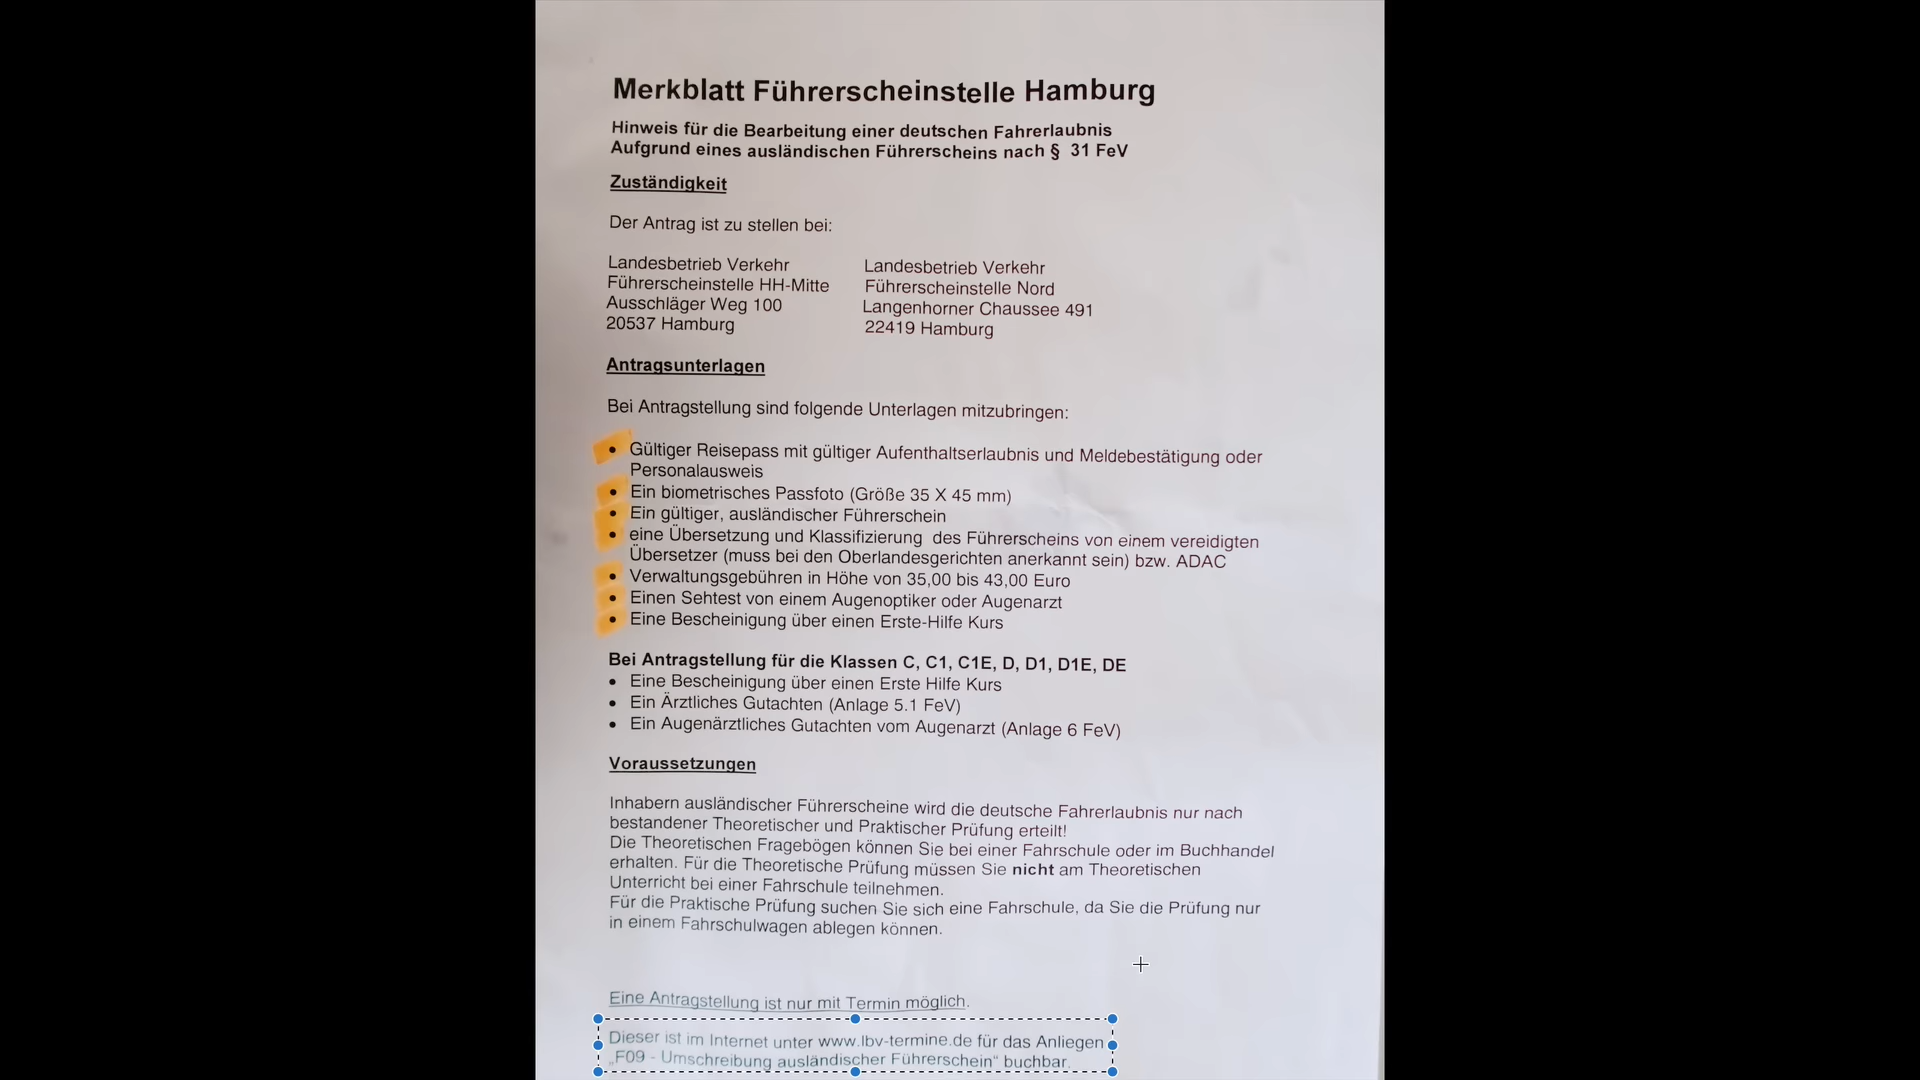 Merkblatt Führerscheinstelle Hamburg
Hinweis für die Bearbeitung einer deutschen Fahrerlaubnis
Aufgrund eines ausländischen Führerscheins nach § 31 FeV
Zuständigkeit
Der Antrag ist zu stellen bei:
Landesbetrieb Verkehr
Führerscheinstelle HH-Mitte
Ausschläger Weg 100
20537 Hamburg
Landesbetrieb Verkehr
Führerscheinstelle Nord
Langenhorner Chaussee 491
22419 Hamburg
Antragsunterlagen
Bei Antragstellung sind folgende Unterlagen mitzubringen:
• Gültiger Reisepass mit gültiger Aufenthaltserlaubnis und Meldebestätigung oder
Personalausweis
• Ein biometrisches Passfoto (Größe 35 X 45 mm)
• Ein gültiger, ausländischer Führerschein
• eine Übersetzung und Klassifizierung des Führerscheins von einem vereidigten
Übersetzer (muss bei den Oberlandesgerichten anerkannt sein) bzw. ADAC
• Verwaltungsgebühren in Höhe von 35,00 bis 43,00 Euro
• Einen Sehtest von einem Augenoptiker oder Augenarzt
• Eine Bescheinigung über einen Erste-Hilfe Kurs
Bei Antragstellung für die Klassen C, C1, C1E, D, D1, D1E, DE
• Eine Bescheinigung über einen Erste Hilfe Kurs
• Ein Ärztliches Gutachten (Anlage 5.1 FeV)
• Ein Augenärztliches Gutachten vom Augenarzt (Anlage 6 FeV)
Voraussetzungen
Inhabern ausländischer Führerscheine wird die deutsche Fahrerlaubnis nur nach
bestandener Theoretischer und Praktischer Prüfung erteilt!
Die Theoretischen Fragebögen können Sie bei einer Fahrschule oder im Buchhandel
erhalten. Für die Theoretische Prüfung müssen Sie nicht am Theoretischen
Unterricht bei einer Fahrschule teilnehmen.
Für die Praktische Prüfung suchen Sie sich eine Fahrschule, da Sie die Prüfung nur
in einem Fahrschulwagen ablegen können.
Eine Antragstellung ist nur mit Termin möglich.
Dieser ist im Internet unter www.lbv-termine.de für das Anliegen
„F09 - Umschreibung ausländischer Führerschein“ buchbar.